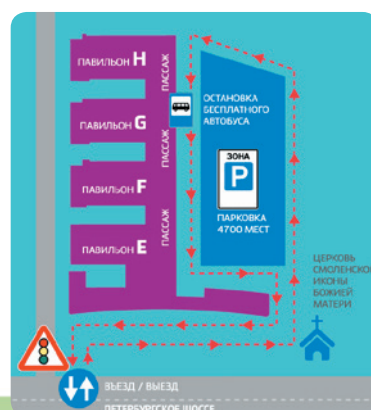 ПАВИЛЬОН H
ПАССАЖ
ОСТАНОВКА
БЕСПЛАТНОГО
АВТОБУСА
ПАВИЛЬОН G
ПАССАЖ
ЗОНА
P
ПАРКОВКА
4700 МЕСТ
ПАВИЛЬОН F
ПАССАЖ
ПАВИЛЬОН E
ЦЕРКОВЬ
СМОЛЕНСКОЙ
ИКОНЫ
БОЖИЕЙ
МАТЕРИ
ВЪЕЗД / ВЫЕЗД
ПЕТЕРБУРГСКОЕ ШОССЕ